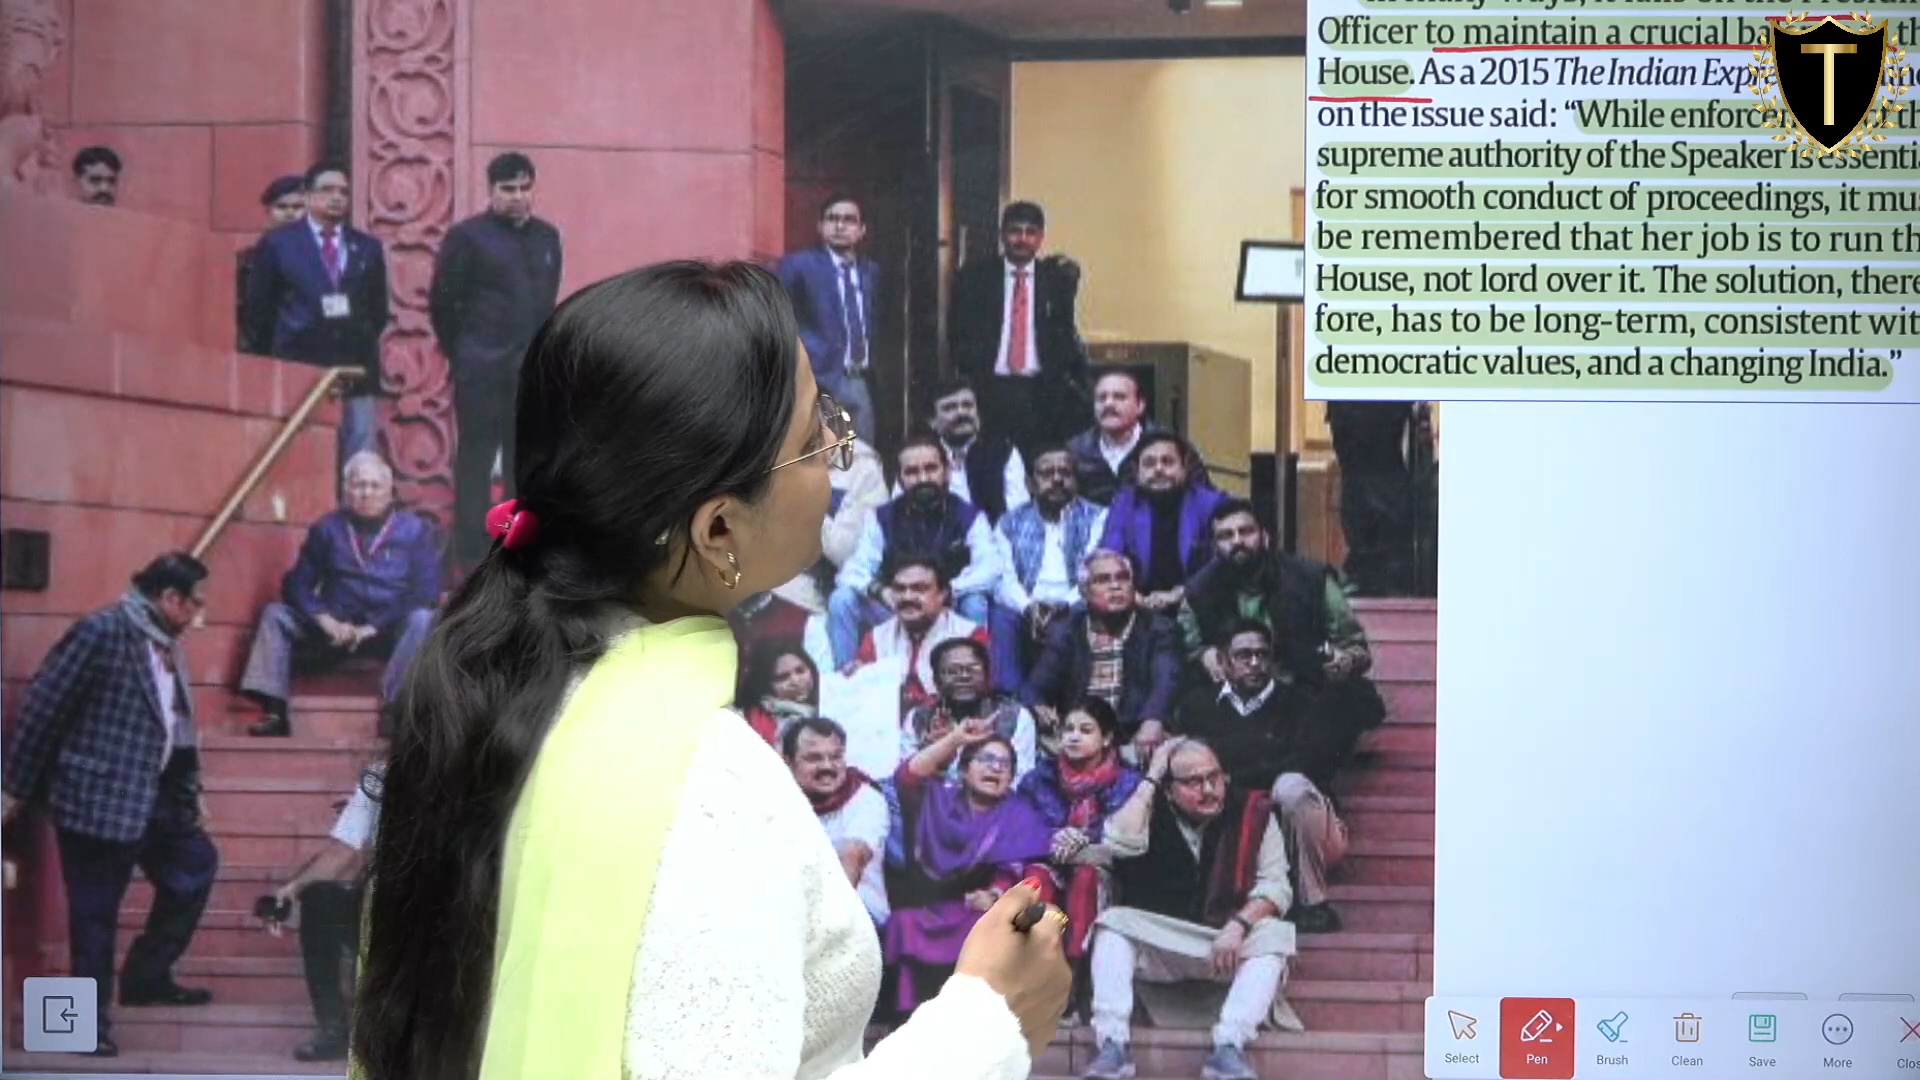 Officer to maintain a crucial
House. As a 2015 The Indian
on the issue said: “While
supreme authority of the Speaker is
for smooth conduct of proceedings, it
be remembered that her job is to run
House, not lord over it. The solution,
fore, has to be long-term, consistent
democratic values, and a changing India.”
T
Select Pen Brush Clean Save More